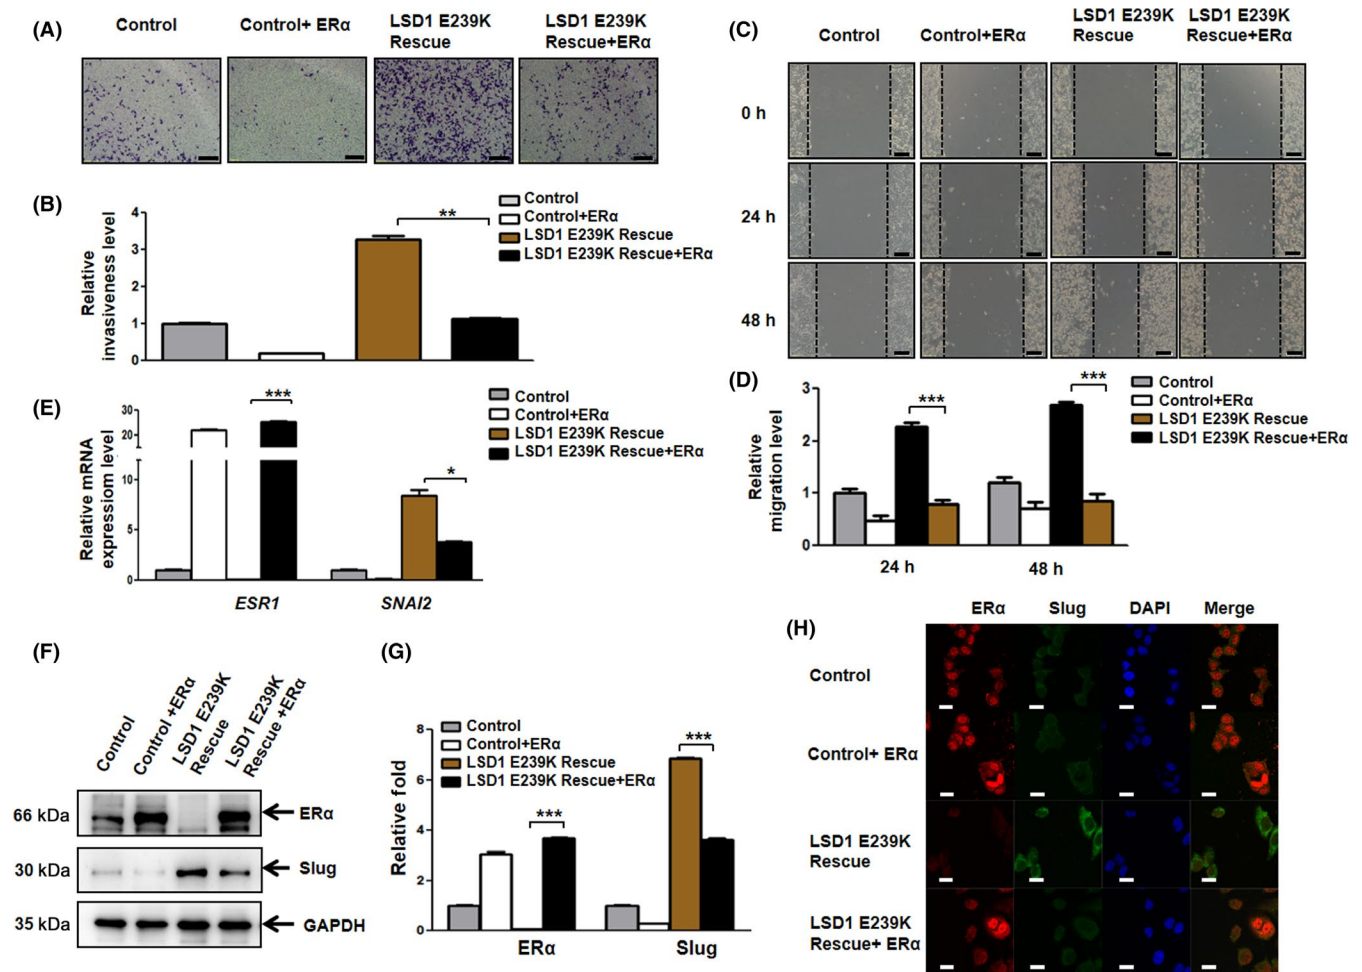 (A)
Control
Control+ ERα
LSD1 E239K
Rescue
LSD1 E239K
Rescue+ERα
(B)
Relative
invasiveness level
4
3
2
1
0
**
Control
Control+ERα
LSD1 E239K Rescue
LSD1 E239K Rescue+ERα
(C)
Control
Control+ERα
LSD1 E239K
Rescue
LSD1 E239K
Rescue+ERα
0 h
24 h
48 h
(D)
Relative
migration level
3
2
1
0
***
***
24 h
48 h
Control
Control+ERα
LSD1 E239K Rescue
LSD1 E239K Rescue+ERα
(E)
Relative mRNA
expressiom level
30
20
10
5
0
***
*
ESR1
SNAI2
Control
Control+ERα
LSD1 E239K Rescue
LSD1 E239K Rescue+ERα
(F)
Control
Control +ERα
LSD1 E239K
Rescue
LSD1 E239K
Rescue +ERα
66 kDa
ERα
30 kDa
Slug
35 kDa
GAPDH
(G)
Relative fold
8
6
4
2
0
Control
Control+ERα
LSD1 E239K Rescue
LSD1 E239K Rescue+ERα
***
***
ERα
Slug
(H)
ERα
Slug
DAPI
Merge
Control
Control+ ERα
LSD1 E239K
Rescue
LSD1 E239K
Rescue+ ERα